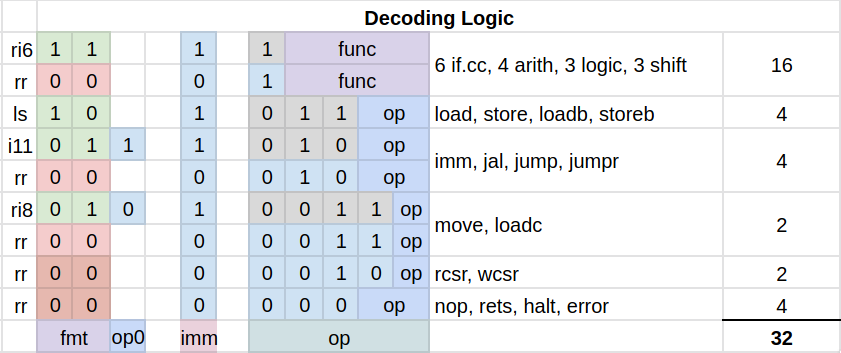 Decoding Logic
ri6 1 1 1 1 func
rr 0 0 0 1 func
6 if.cc, 4 arith, 3 logic, 3 shift 16
ls 1 0 1 0 1 1 op load, store, loadb, storeb 4
i11 0 1 1 1 0 1 0 op
rr 0 0 0 0 1 0 op
imm, jal, jump, jumpr 4
ri8 0 1 0 1 0 0 1 1 op
rr 0 0 0 0 0 1 1 op
move, loadc 2
rr 0 0 0 0 0 1 0 op rcsr, wcsr 2
rr 0 0 0 0 0 0 op nop, rets, halt, error 4
fmt op0 imm op 32